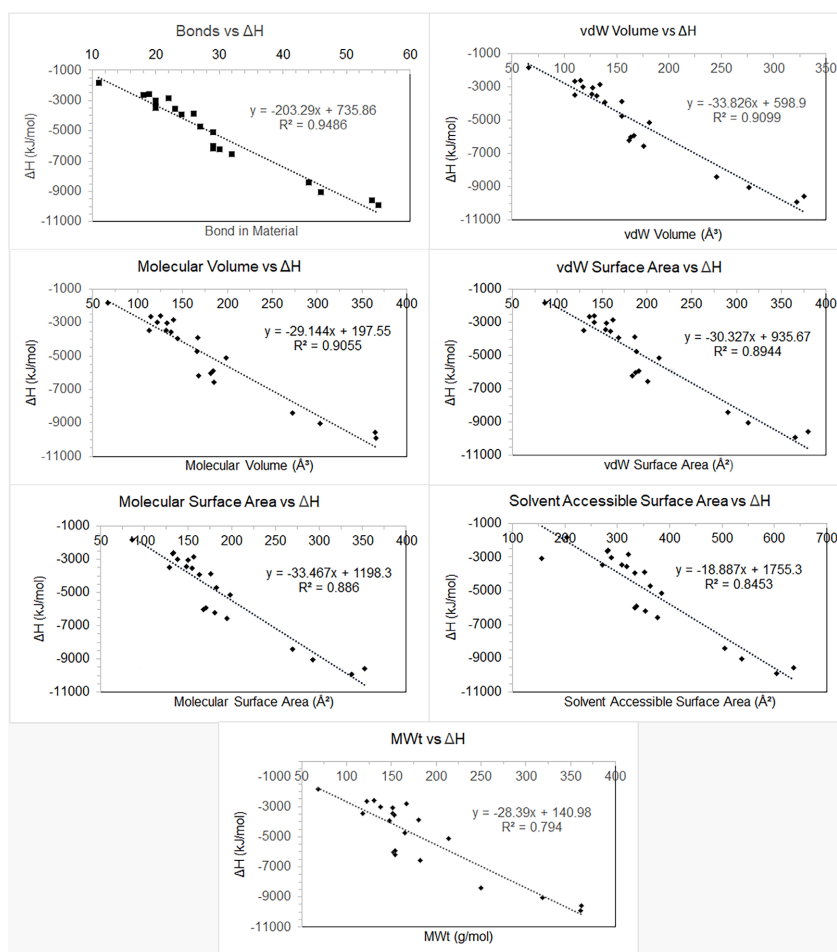 Bonds vs ΔH
10 20 30 40 50 60
-1000
-3000
-5000
-7000
-9000
-11000
ΔH (kJ/mol)
y = -203.29x + 735.86
R² = 0.9486
Bond in Material
vdW Volume vs ΔH
50 100 150 200 250 300 350
-1000
-3000
-5000
-7000
-9000
-11000
ΔH (kJ/mol)
y = -33.826x + 598.9
R² = 0.9099
vdW Volume (Å³)
Molecular Volume vs ΔH
50 100 150 200 250 300 350 400
-1000
-3000
-5000
-7000
-9000
-11000
ΔH (kJ/mol)
y = -29.144x + 197.55
R² = 0.9055
Molecular Volume (Å³)
vdW Surface Area vs ΔH
50 100 150 200 250 300 350 400
-1000
-3000
-5000
-7000
-9000
-11000
ΔH (kJ/mol)
y = -30.327x + 935.67
R² = 0.8944
vdW Surface Area (Å²)
Molecular Surface Area vs ΔH
50 100 150 200 250 300 350 400
-1000
-3000
-5000
-7000
-9000
-11000
ΔH (kJ/mol)
y = -33.467x + 1198.3
R² = 0.886
Molecular Surface Area (Å²)
Solvent Accessible Surface Area vs ΔH
100 200 300 400 500 600 700
-1000
-3000
-5000
-7000
-9000
-11000
ΔH (kJ/mol)
y = -18.887x + 1755.3
R² = 0.8453
Solvent Accessible Surface Area (Å²)
MWt vs ΔH
50 100 150 200 250 300 350 400
-1000
-3000
-5000
-7000
-9000
-11000
ΔH (kJ/mol)
y = -28.39x + 140.98
R² = 0.794
MWt (g/mol)